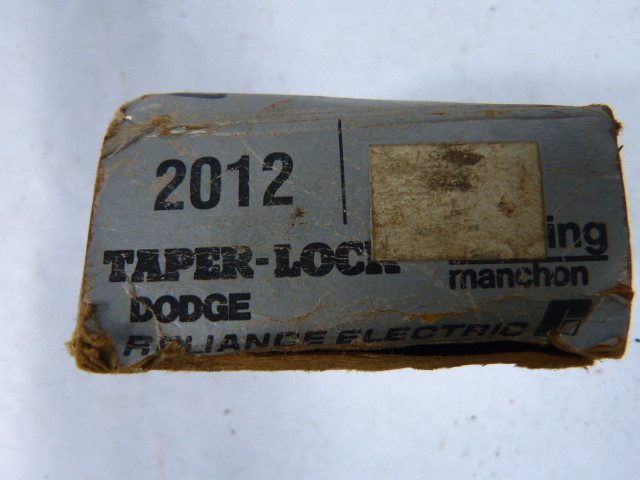 2012
TAPER-LOCK
DODGE
ing
manchon
RELIANCE ELECTRIC